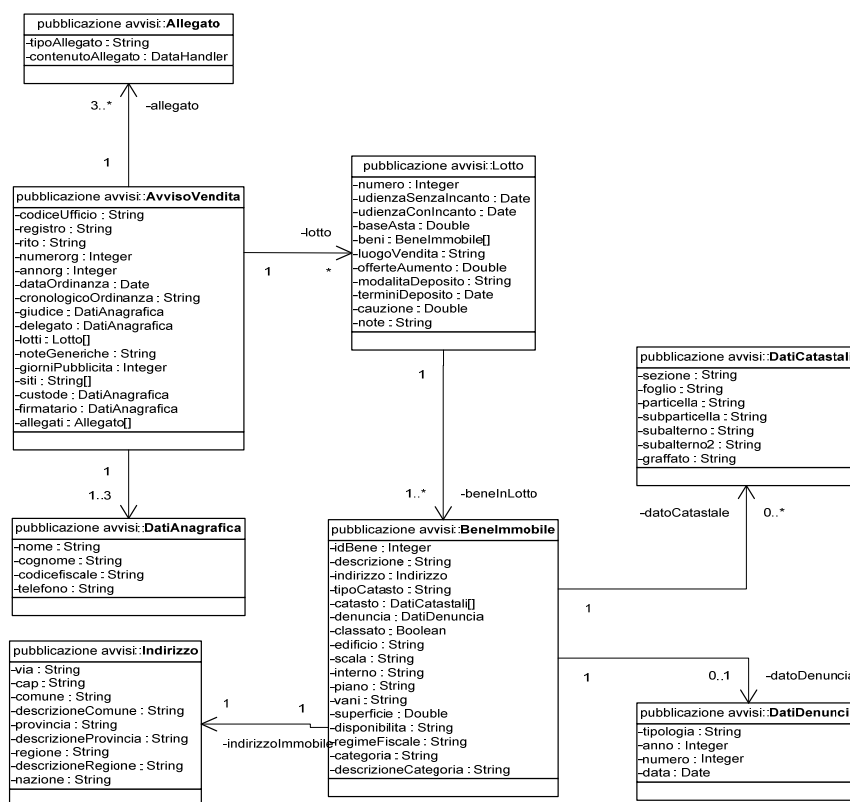 pubblicazione avvisi::Allegato
-tipoAllegato : String
-contenutoAllegato : DataHandler
3..*
-allegato
1
pubblicazione avvisi::AvvisoVendita
-codiceUfficio : String
-registro : String
-rito : String
-numerorg : Integer
-annorg : Integer
-dataOrdinanza : Date
-cronologicoOrdinanza : String
-giudice : DatiAnagrafica
-delegato : DatiAnagrafica
-lotti : Lotto[]
-noteGeneriche : String
-giorniPubblicita : Integer
-siti : String[]
-custode : DatiAnagrafica
-firmatario : DatiAnagrafica
-allegati : Allegato[]
-lotto
1
*
pubblicazione avvisi::Lotto
-numero : Integer
-udienzaSenzaIncanto : Date
-udienzaConIncanto : Date
-baseAsta : Double
-beni : BeneImmobile[]
-luogoVendita : String
-offerteAumento : Double
-modalitaDeposito : String
-terminiDeposito : Date
-cauzione : Double
-note : String
1
1..*
-beneInLotto
1
1..3
pubblicazione avvisi::DatiAnagrafica
-nome : String
-cognome : String
-codicefiscale : String
-telefono : String
pubblicazione avvisi::DatiCatastali
-sezione : String
-foglio : String
-particella : String
-subparticella : String
-subalterno : String
-subalterno2 : String
-graffato : String
-datoCatastale
0..*
1
pubblicazione avvisi::BeneImmobile
-idBene : Integer
-descrizione : String
-indirizzo : Indirizzo
-tipoCatasto : String
-catasto : DatiCatastali[]
-denuncia : DatiDenuncia
-classato : Boolean
-edificio : String
-scala : String
-interno : String
-piano : String
-vani : String
-superficie : Double
-disponibilita : String
-regimeFiscale : String
-categoria : String
-descrizioneCategoria : String
1
0..1
-datoDenuncia
pubblicazione avvisi::Indirizzo
-via : String
-cap : String
-comune : String
-descrizioneComune : String
-provincia : String
-descrizioneProvincia : String
-regione : String
-descrizioneRegione : String
-nazione : String
1
1
-indirizzoImmobile
pubblicazione avvisi::DatiDenunci
-tipologia : String
-anno : Integer
-numero : Integer
-data : Date